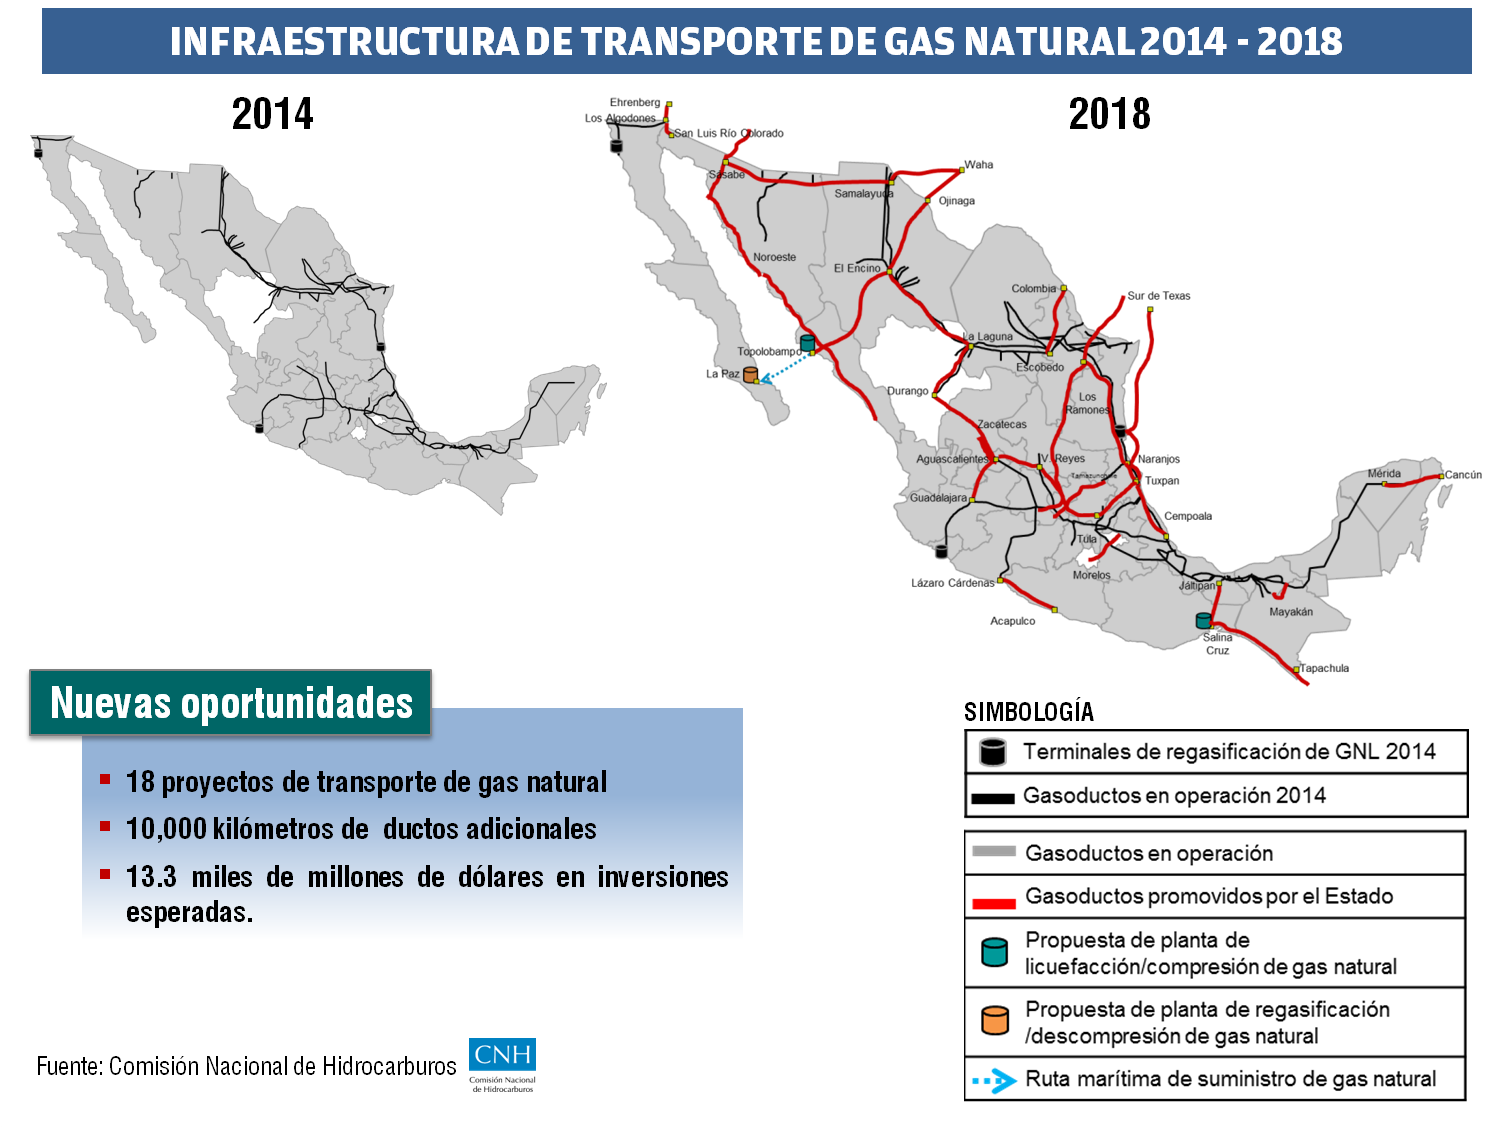 INFRAESTRUCTURA DE TRANSPORTE DE GAS NATURAL 2014 - 2018
2014
2018
Ehrenberg
Los Algodones
San Luis Río Colorado
Sásabe
Waha
Samalayuca
Ojinaga
Noroeste
El Encino
Colombia
Sur de Texas
La Laguna
Topolobampo
Escobedo
La Paz
Durango
Los
Ramones
Zacatecas
Aguascalientes
V. Reyes
Naranjos
Tamazunchale
Tuxpan
Mérida
Cancún
Guadalajara
Cempoala
Tula
Morelos
Lázaro Cárdenas
Jáltipan
Acapulco
Mayakán
Salina
Cruz
Tapachula
Nuevas oportunidades
18 proyectos de transporte de gas natural
10,000 kilómetros de ductos adicionales
13.3 miles de millones de dólares en inversiones
esperadas.
SIMBOLOGÍA
Terminales de regasificación de GNL 2014
Gasoductos en operación 2014
Gasoductos en operación
Gasoductos promovidos por el Estado
Propuesta de planta de
licuefacción/compresión de gas natural
Propuesta de planta de regasificación
/descompresión de gas natural
Ruta marítima de suministro de gas natural
Fuente: Comisión Nacional de Hidrocarburos
CNH
Comisión Nacional
de Hidrocarburos